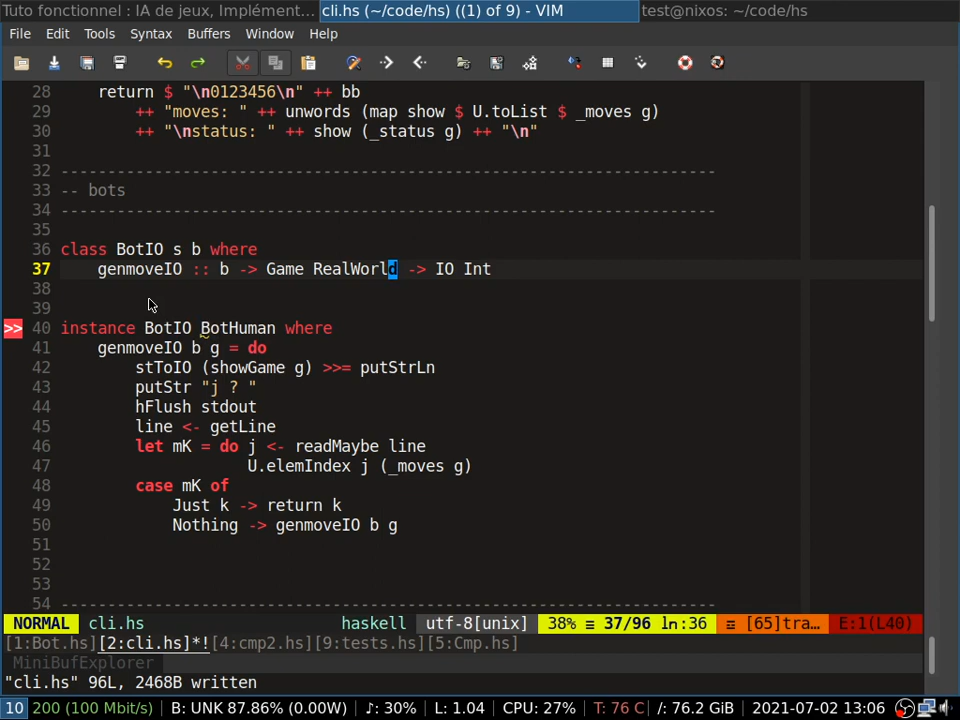 Tuto fonctionnel : IA de jeux, Implément... cli.hs (~/code/hs) ((1) of 9) - VIM test@nixos: ~/code/hs
File Edit Tools Syntax Buffers Window Help
28 return $ "\n0123456\n" ++ bb
29 ++ "moves: " ++ unwords (map show $ U.toList $ _moves g)
30 ++ "\nstatus: " ++ show (_status g) ++ "\n"
31
32 ----------------------------------------------------------------------
33 -- bots
34 ----------------------------------------------------------------------
35
36 class BotIO s b where
37 genmoveIO :: b -> Game RealWorld -> IO Int
38
39
>> 40 instance BotIO BotHuman where
41 genmoveIO b g = do
42 stToIO (showGame g) >>= putStrLn
43 putStr "j ? "
44 hFlush stdout
45 line <- getLine
46 let mK = do j <- readMaybe line
47 U.elemIndex j (_moves g)
48 case mK of
49 Just k -> return k
50 Nothing -> genmoveIO b g
51
52
53
54 ----------------------------------------------------------------------
NORMAL cli.hs haskell utf-8[unix] 38% ≡ 37/96 ln:36 ☲ [65]tra… E:1(L40)
[1:Bot.hs][2:cli.hs]*![4:cmp2.hs][9:tests.hs][5:Cmp.hs]
MiniBufExplorer
"cli.hs" 96L, 2468B written
10 200 (100 Mbit/s) B: UNK 87.86% (0.00W) ♪: 30% L: 1.04 CPU: 27% T: 76 C /: 76.2 GiB 2021-07-02 13:06